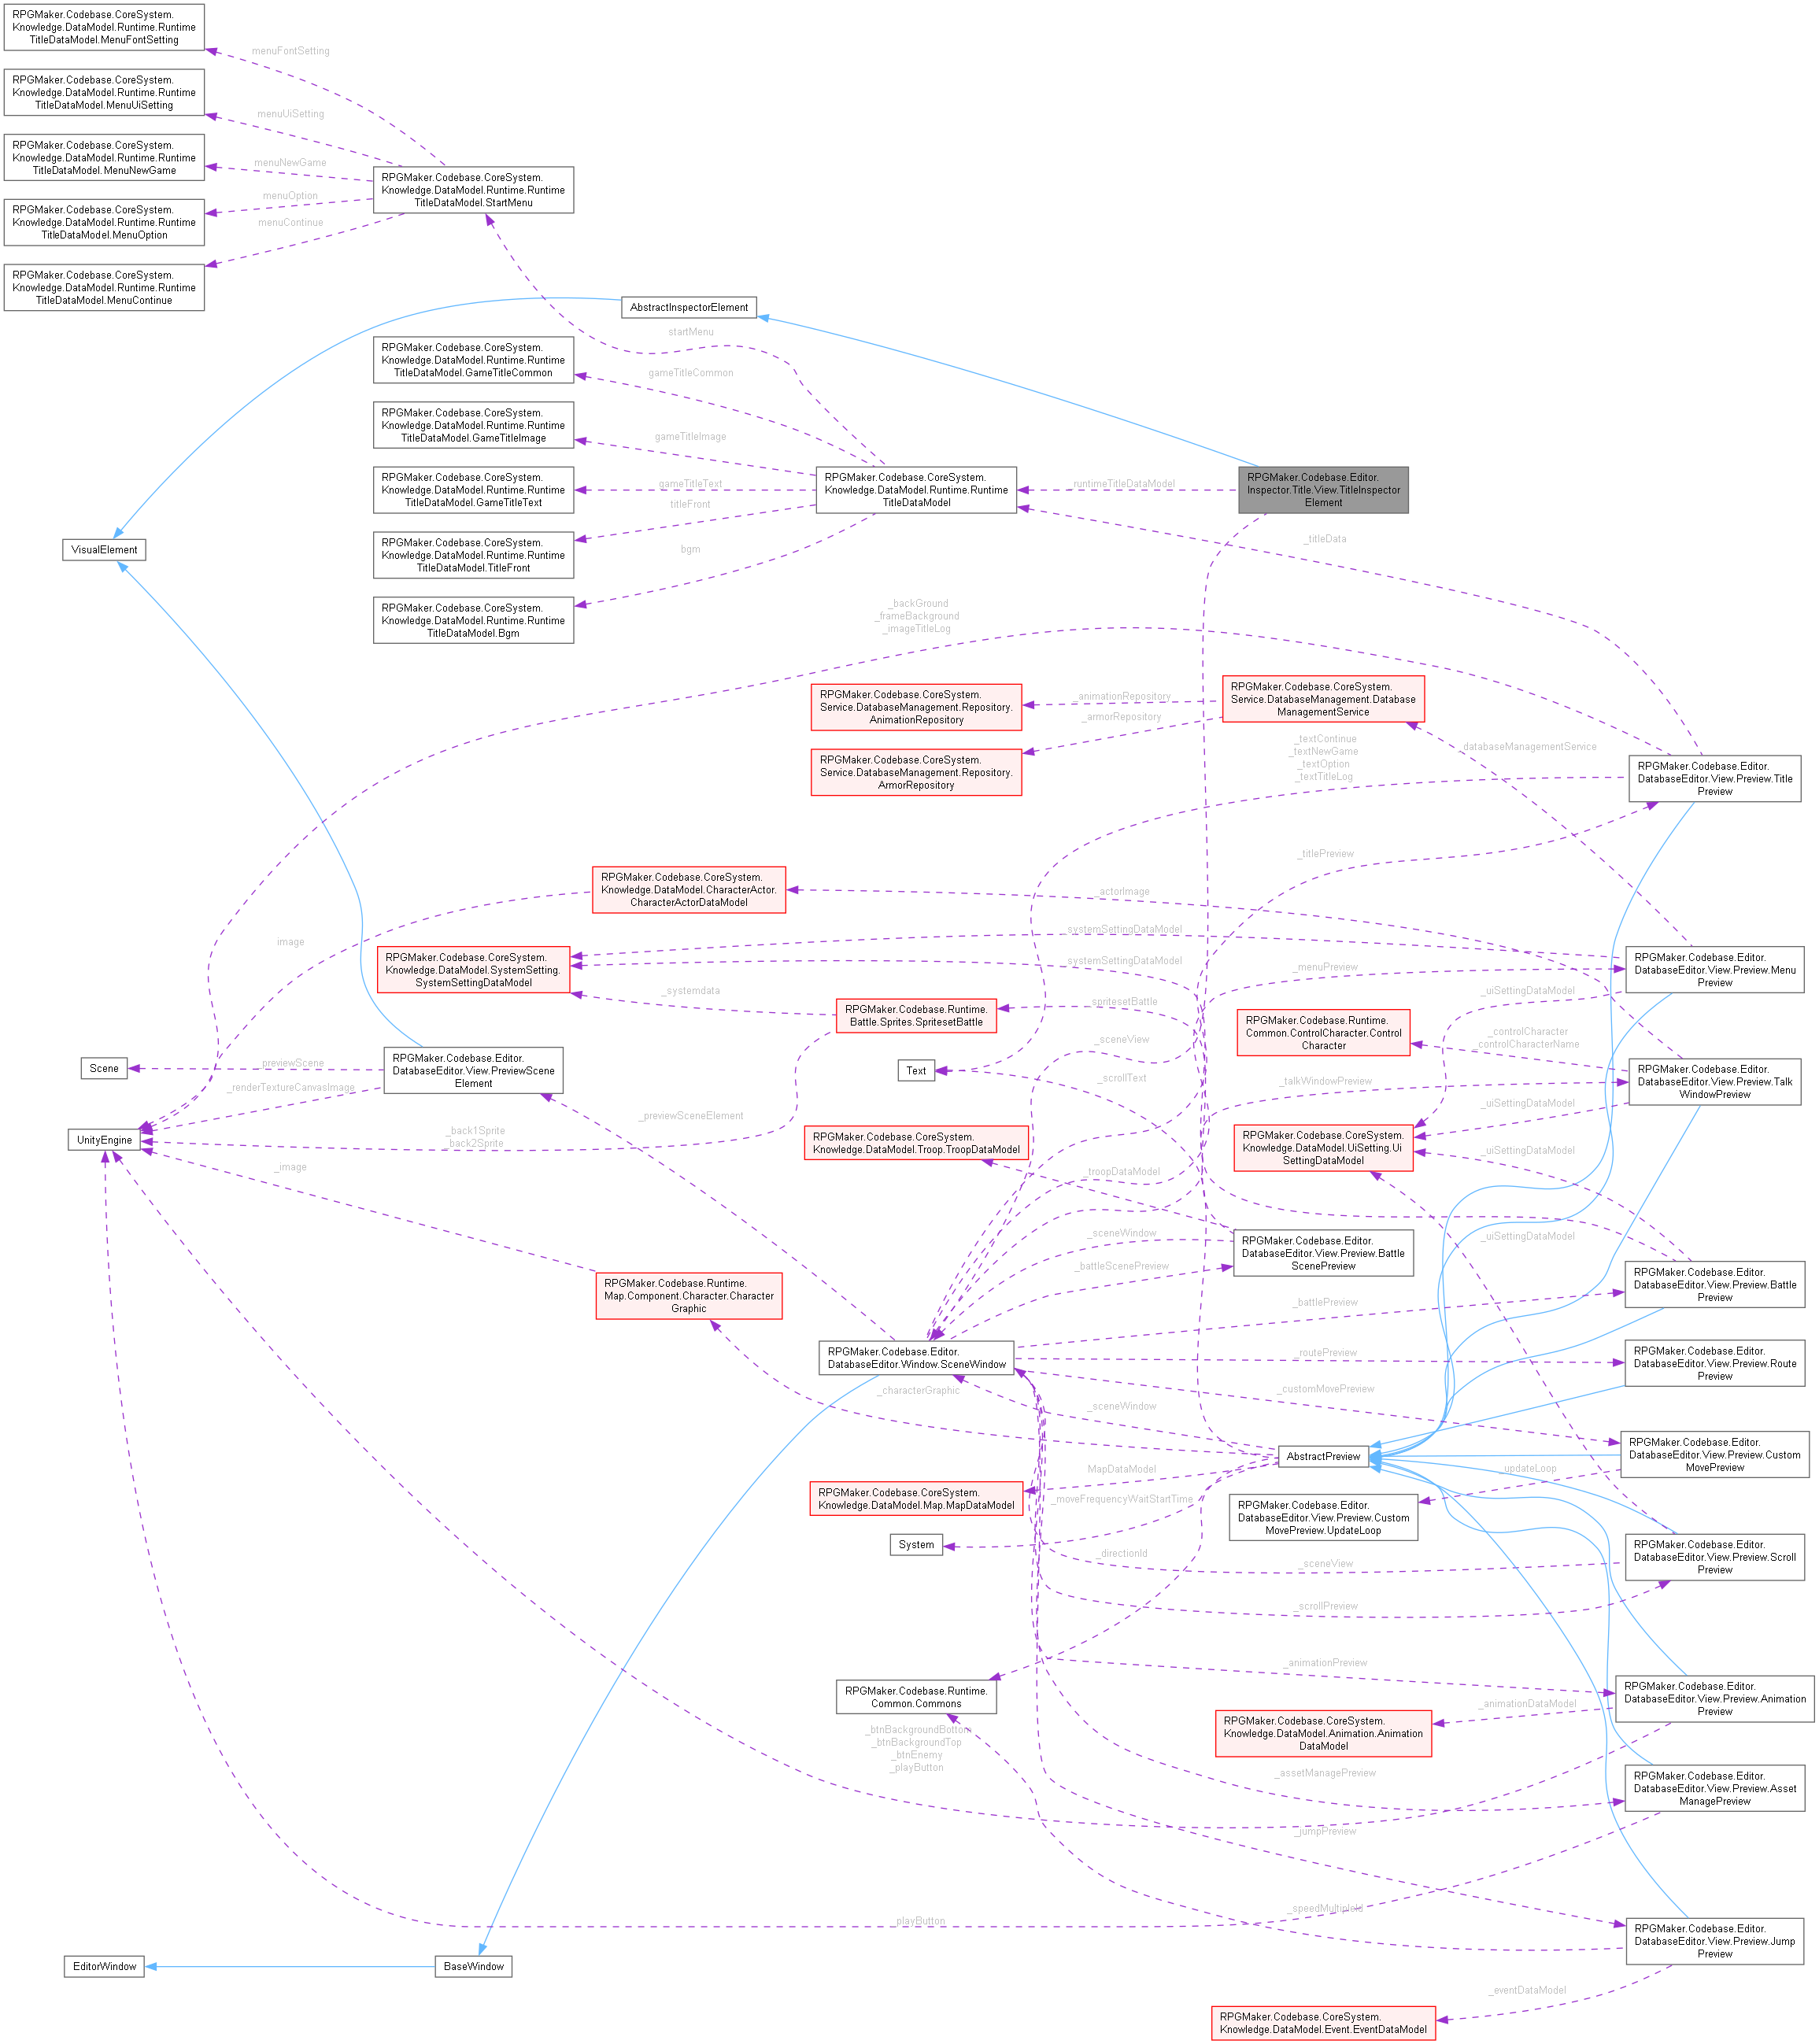 RPGMaker.Codebase.CoreSystem.
Knowledge.DataModel.Runtime.Runtime
TitleDataModel.MenuFontSetting
menuFontSetting
RPGMaker.Codebase.CoreSystem.
Knowledge.DataModel.Runtime.Runtime
TitleDataModel.MenuUiSetting
menuUiSetting
RPGMaker.Codebase.CoreSystem.
Knowledge.DataModel.Runtime.Runtime
TitleDataModel.MenuNewGame
menuNewGame
RPGMaker.Codebase.CoreSystem.
Knowledge.DataModel.Runtime.Runtime
TitleDataModel.StartMenu
menuOption
RPGMaker.Codebase.CoreSystem.
Knowledge.DataModel.Runtime.Runtime
TitleDataModel.MenuOption
menuContinue
RPGMaker.Codebase.CoreSystem.
Knowledge.DataModel.Runtime.Runtime
TitleDataModel.MenuContinue
AbstractInspectorElement
startMenu
RPGMaker.Codebase.CoreSystem.
Knowledge.DataModel.Runtime.Runtime
TitleDataModel.GameTitleCommon
gameTitleCommon
RPGMaker.Codebase.CoreSystem.
Knowledge.DataModel.Runtime.Runtime
TitleDataModel.GameTitleImage
gameTitleImage
RPGMaker.Codebase.CoreSystem.
Knowledge.DataModel.Runtime.Runtime
TitleDataModel.GameTitleText
gameTitleText
RPGMaker.Codebase.CoreSystem.
Knowledge.DataModel.Runtime.Runtime
TitleDataModel
_runtimeTitleDataModel
RPGMaker.Codebase.Editor.
Inspector.Title.View.TitleInspector
Element
titleFront
RPGMaker.Codebase.CoreSystem.
Knowledge.DataModel.Runtime.Runtime
TitleDataModel.TitleFront
_titleData
VisualElement
bgm
RPGMaker.Codebase.CoreSystem.
Knowledge.DataModel.Runtime.Runtime
TitleDataModel.Bgm
_backGround
_frameBackground
_imageTitleLog
RPGMaker.Codebase.CoreSystem.
Service.DatabaseManagement.Repository.
AnimationRepository
_animationRepository
RPGMaker.Codebase.CoreSystem.
Service.DatabaseManagement.Database
ManagementService
_armorRepository
RPGMaker.Codebase.CoreSystem.
Service.DatabaseManagement.Repository.
ArmorRepository
_textContinue
_textNewGame
_textOption
_textTitleLog
databaseManagementService
RPGMaker.Codebase.Editor.
DatabaseEditor.View.Preview.Title
Preview
_titlePreview
RPGMaker.Codebase.CoreSystem.
Knowledge.DataModel.CharacterActor.
CharacterActorDataModel
_actorImage
image
_systemSettingDataModel
RPGMaker.Codebase.CoreSystem.
Knowledge.DataModel.SystemSetting.
SystemSettingDataModel
_systemSettingDataModel
_menuPreview
RPGMaker.Codebase.Editor.
DatabaseEditor.View.Preview.Menu
Preview
_systemdata
RPGMaker.Codebase.Runtime.
Battle.Sprites.SpritesetBattle
spritesetBattle
_uiSettingDataModel
RPGMaker.Codebase.Runtime.
Common.ControlCharacter.Control
Character
_controlCharacter
_controlCharacterName
_sceneView
Scene
_previewScene
RPGMaker.Codebase.Editor.
DatabaseEditor.View.PreviewScene
Element
Text
_scrollText
_talkWindowPreview
RPGMaker.Codebase.Editor.
DatabaseEditor.View.Preview.Talk
WindowPreview
_renderTextureCanvasImage
_uiSettingDataModel
_previewSceneElement
UnityEngine
_back1Sprite
_back2Sprite
RPGMaker.Codebase.CoreSystem.
Knowledge.DataModel.Troop.TroopDataModel
RPGMaker.Codebase.CoreSystem.
Knowledge.DataModel.UiSetting.Ui
SettingDataModel
_uiSettingDataModel
_image
_troopDataModel
_sceneWindow
RPGMaker.Codebase.Editor.
DatabaseEditor.View.Preview.Battle
ScenePreview
_uiSettingDataModel
_battleScenePreview
RPGMaker.Codebase.Runtime.
Map.Component.Character.Character
Graphic
RPGMaker.Codebase.Editor.
DatabaseEditor.View.Preview.Battle
Preview
_battlePreview
RPGMaker.Codebase.Editor.
DatabaseEditor.Window.SceneWindow
_routePreview
RPGMaker.Codebase.Editor.
DatabaseEditor.View.Preview.Route
Preview
_characterGraphic
_customMovePreview
_sceneWindow
AbstractPreview
RPGMaker.Codebase.Editor.
DatabaseEditor.View.Preview.Custom
MovePreview
MapDataModel
_updateLoop
RPGMaker.Codebase.CoreSystem.
Knowledge.DataModel.Map.MapDataModel
_moveFrequencyWaitStartTime
RPGMaker.Codebase.Editor.
DatabaseEditor.View.Preview.Custom
MovePreview.UpdateLoop
System
_directionId
_sceneView
RPGMaker.Codebase.Editor.
DatabaseEditor.View.Preview.Scroll
Preview
_scrollPreview
_animationPreview
RPGMaker.Codebase.Editor.
DatabaseEditor.View.Preview.Animation
Preview
RPGMaker.Codebase.Runtime.
Common.Commons
_animationDataModel
RPGMaker.Codebase.CoreSystem.
Knowledge.DataModel.Animation.Animation
DataModel
_btnBackgroundBottom
_btnBackgroundTop
_btnEnemy
_playButton
_assetManagePreview
RPGMaker.Codebase.Editor.
DatabaseEditor.View.Preview.Asset
ManagePreview
_jumpPreview
_speedMultipleId
playButton
RPGMaker.Codebase.Editor.
DatabaseEditor.View.Preview.Jump
Preview
EditorWindow
BaseWindow
_eventDataModel
RPGMaker.Codebase.CoreSystem.
Knowledge.DataModel.Event.EventDataModel